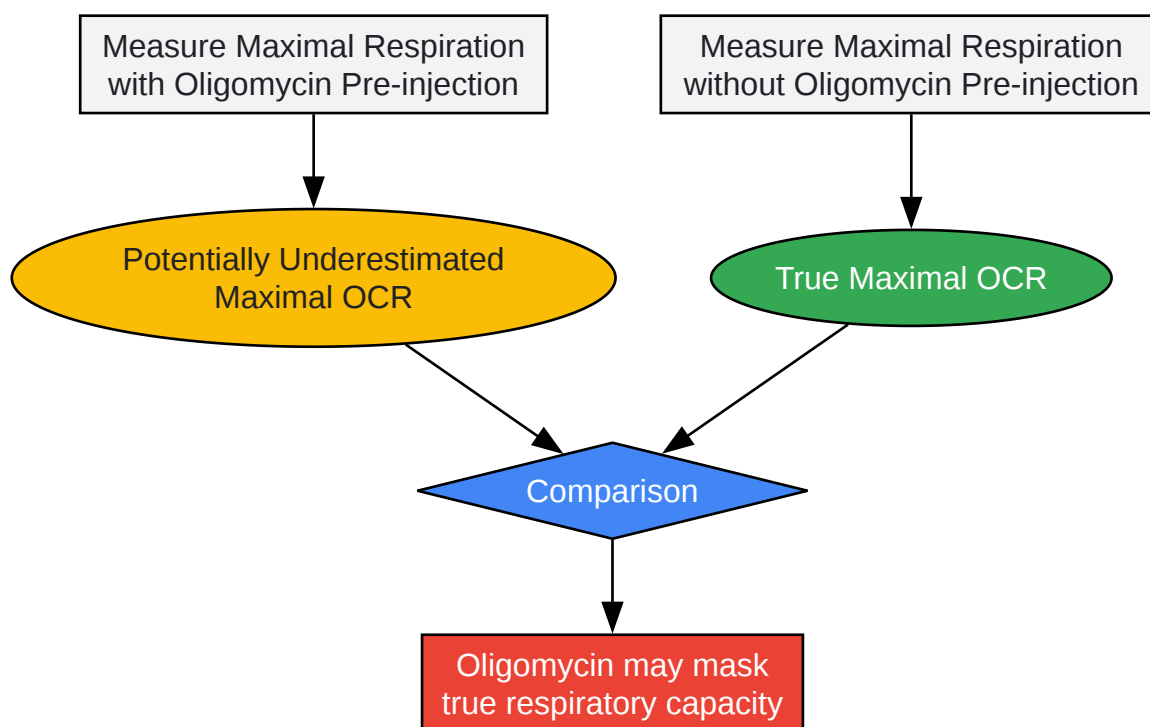 Measure Maximal Respiration
with Oligomycin Pre-injection
Measure Maximal Respiration
without Oligomycin Pre-injection
Potentially Underestimated
Maximal OCR
True Maximal OCR
Comparison
Oligomycin may mask
true respiratory capacity